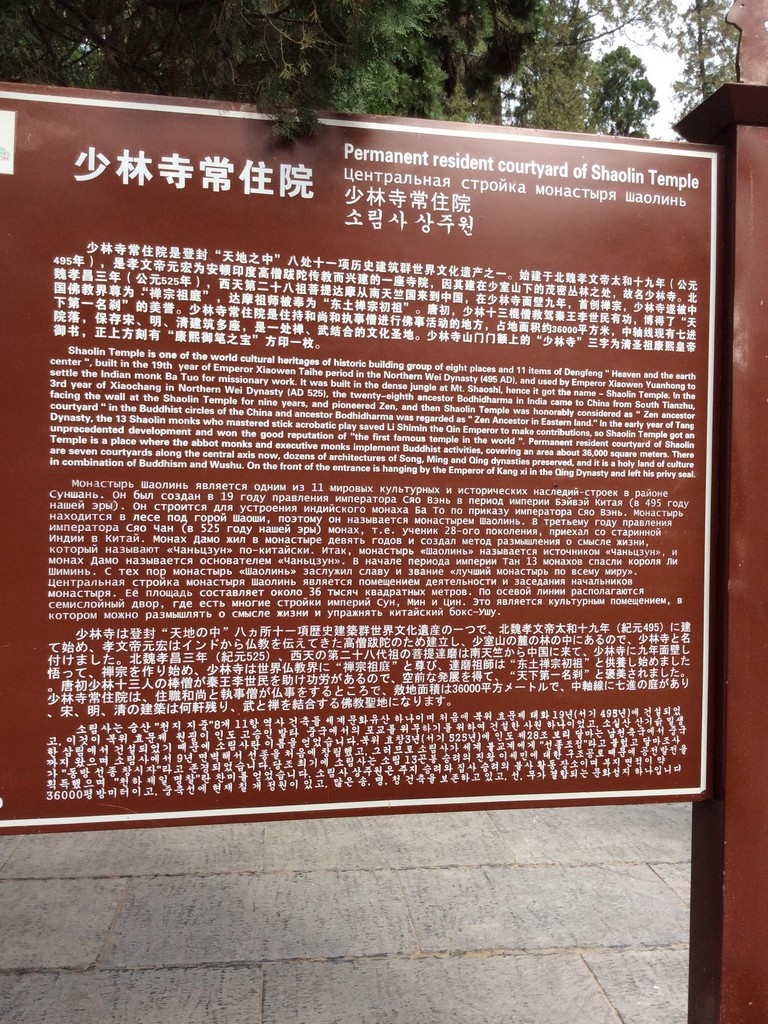 少林寺常住院
Permanent resident courtyard of Shaolin Temple
Центральная стройка монастыря шаолинь
少林寺常住院
소림사 상주원
少林寺常住院是登封“天地之中”八处十一项历史建筑群世界文化遗产之一。始建于北魏孝文帝太和十九年（公元
495年），是孝文帝元宏为安顿印度高僧跋陀传教而兴建的一座寺院，因其建在少室山下的茂密丛林之处，故名少林寺。北
魏孝昌三年（公元525年），西天第二十八祖菩提达摩从南天竺国来到中国，在少林寺面壁九年，首创禅宗，少林寺遂被中
国佛教界尊为“禅宗祖庭”，达摩祖师被奉为“东土禅宗初祖”。唐初，少林十三棍僧救驾秦王李世民有功，博得了“天
下第一名刹”的美誉。少林寺常住院是住持和尚和执事僧进行佛事活动的地方，占地面积约36000平方米，中轴线现有七进
院落，保存宋、明、清建筑多座，是一处禅、武结合的文化圣地。少林寺山门门额上的“少林寺”三字为清圣祖康熙皇帝
御书，正上方刻有“康熙御笔之宝”方印一枚。
Shaolin Temple is one of the world cultural heritages of historic building group of eight places and 11 items of Dengfeng " Heaven and the earth
center ", built in the 19th year of Emperor Xiaowen Taihe period in the Northern Wei Dynasty (495 AD), and used by Emperor Xiaowen Yuanhong to
settle the Indian monk Ba Tuo for missionary work. It was built in the dense jungle at Mt. Shaoshi, hence it got the name - Shaolin Temple. In the
3rd year of Xiaochang in Northern Wei Dynasty (AD 525), the twenty-eighth ancestor Bodhidharma in India came to China from South Tianzhu,
facing the wall at the Shaolin Temple for nine years, and pioneered Zen, and then Shaolin Temple was honorably considered as " Zen ancestor
courtyard " in the Buddhist circles of the China and ancestor Bodhidharma was regarded as " Zen Ancestor in Eastern land." In the early year of Tang
Dynasty, the 13 Shaolin monks who mastered stick acrobatic play saved Li Shimin the Qin Emperor to make contributions, so Shaolin Temple get an
unprecedented development and won the good reputation of "the first famous temple in the world ". Permanent resident courtyard of Shaolin
Temple is a place where the abbot monks and executive monks implement Buddhist activities, covering an area about 36,000 square meters. There
are seven courtyards along the central axis now, dozens of architectures of Song, Ming and Qing dynasties preserved, and it is a holy land of culture
in combination of Buddhism and Wushu. On the front of the entrance is hanging by the Emperor of Kang xi in the Qing Dynasty and left his privy seal.
Монастырь Шаолинь является одним из 11 мировых культурных и исторических наследий-строек в районе
Суншань. Он был создан в 19 году правления императора Сяо Вэнь в период империи Бэйвэй Китая (в 495 году
нашей эры). Он строится для устроения индийского монаха Ба То по приказу императора Сяо Вэнь. Монастырь
находится в лесе под горой Шаоши, поэтому он называется монастырем Шаолинь. В третьему году правления
императора Сяо Чан (в 525 году нашей эры) монах, т.е. ученик 28-ого поколения, приехал со старинной
Индии в Китай. Монах Дамо жил в монастыре девять годов и создал метод размышления о смысле жизни,
который называют «Чаньцзун» по-китайски. Итак, монастырь «Шаолинь» называется источником «Чаньцзун», и
монах Дамо называется основателем «Чаньцзун». В начале периода империи Тан 13 монахов спасли короля Ли
Шиминь. С тех пор монастырь «Шаолинь» заслужил славу и звание «лучший монастырь по всему миру».
Центральная стройка монастыря Шаолинь является помещением деятельности и заседания начальников
монастыря. Её площадь составляет около 36 тысяч квадратных метров. По осевой линии располагаются
семислойный двор, где есть многие стройки империй Сун, Мин и Цин. Это является культурным помещением, в
котором можно размышлять о смысле жизни и упражнять китайский бокс-Ушу.
少林寺は登封“天地の中”八カ所十一項歴史建築群世界文化遺産の一つで、北魏孝文帝太和十九年（紀元495）に建
て始め、孝文帝元宏はインドから仏教を伝えてきた高僧跋陀のため建立し、少室山の麓の林の中にあるので、少林寺と名
付けました。北魏孝昌三年（紀元525）、西天の第二十八代祖の菩提達磨は南天竺から中国に来て、少林寺に九年面壁し
悟って、禅宗を作り始め、少林寺は世界仏教界に“禅宗祖庭”と尊び、達磨祖師は“东土禅宗初祖”と供養し始めました
。唐初少林十三人の棒僧が秦王李世民を助け功労があるので、空前な発展を得て、“天下第一名刹”と褒美されました。
少林寺常住院は、住職和尚と執事僧が仏事をするところで、敷地面積は36000平方メートルで、中軸線に七進の庭があり
、宋、明、清の建築は何軒残り、武と禅を結合する佛教聖地になります。